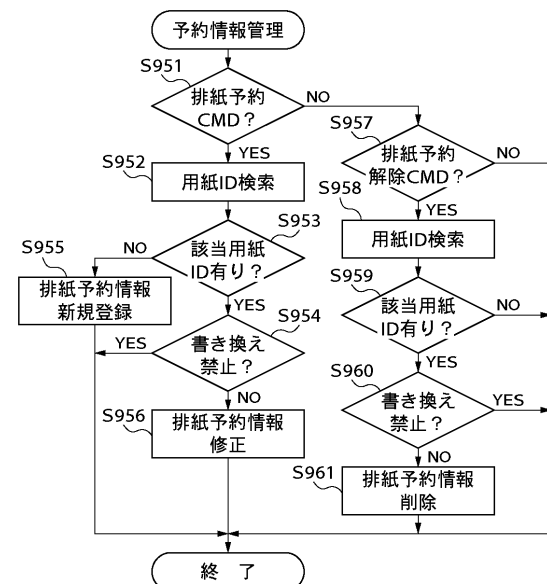 予約情報管理
S951
排紙予約
CMD？
NO
YES
S952
用紙ID検索
S953
該当用紙
ID有り？
NO
YES
S955
排紙予約情報
新規登録
S954
書き換え
禁止？
YES
NO
S956
排紙予約情報
修正
S957
排紙予約
解除CMD？
NO
YES
S958
用紙ID検索
S959
該当用紙
ID有り？
NO
YES
S960
書き換え
禁止？
YES
NO
S961
排紙予約情報
削除
終 了